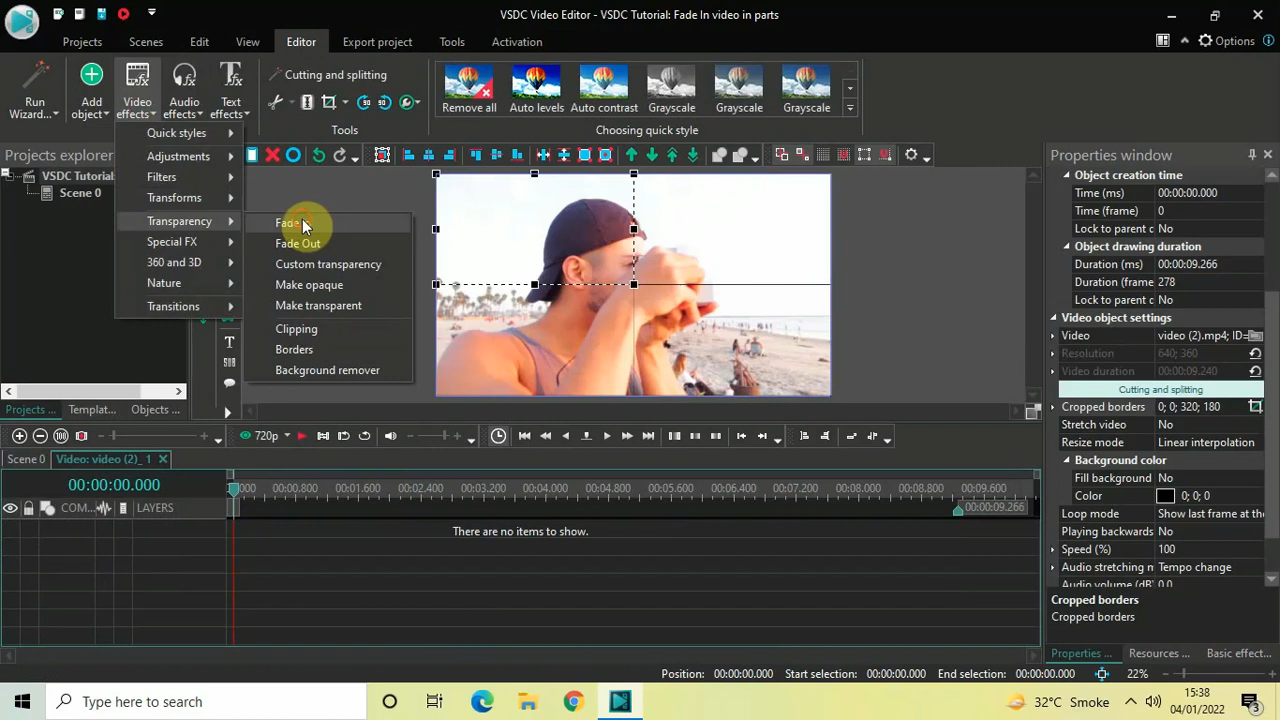 VSDC Video Editor - VSDC Tutorial: Fade In video in parts
Projects Scenes Edit View Editor Export project Tools Activation
Options
Run Wizard...
Add object
Video effects
Audio effects
Text effects
Cutting and splitting
Tools
Remove all Auto levels Auto contrast Grayscale Grayscale Grayscale
Choosing quick style
Quick styles
Adjustments
Filters
Transforms
Transparency
Special FX
360 and 3D
Nature
Transitions
Fade
Fade Out
Custom transparency
Make opaque
Make transparent
Clipping
Borders
Background remover
Projects explorer
VSDC Tutorial
Scene 0
Projects ... Templat... Objects ...
Properties window
Object creation time
Time (ms) 00:00:00.000
Time (frame) 0
Lock to parent d No
Object drawing duration
Duration (ms) 00:00:09.266
Duration (frame 278
Lock to parent d No
Video object settings
Video video (2).mp4; ID=
Resolution 640; 360
Video duration 00:00:09.240
Cutting and splitting
Cropped borders 0; 0; 320; 180
Stretch video No
Resize mode Linear interpolation
Background color
Fill background No
Color 0; 0; 0
Loop mode Show last frame at the
Playing backwards No
Speed (%) 100
Audio stretching m Tempo change
Audio volume (dB 0.0
Cropped borders
Cropped borders
Properties ... Resources ... Basic effect...
720p
Scene 0 Video: video (2)_ 1
00:00:00.000
000 00:00.800 00:01.600 00:02.400 00:03.200 00:04.000 00:04.800 00:05.600 00:06.400 00:07.200 00:08.000 00:08.800 00:09.600
COM... LAYERS
00:00:09.266
There are no items to show.
Position: 00:00:00.000 Start selection: 00:00:00.000 End selection: 00:00:00.000 22%
Type here to search
32°C Smoke
15:38
04/01/2022
3